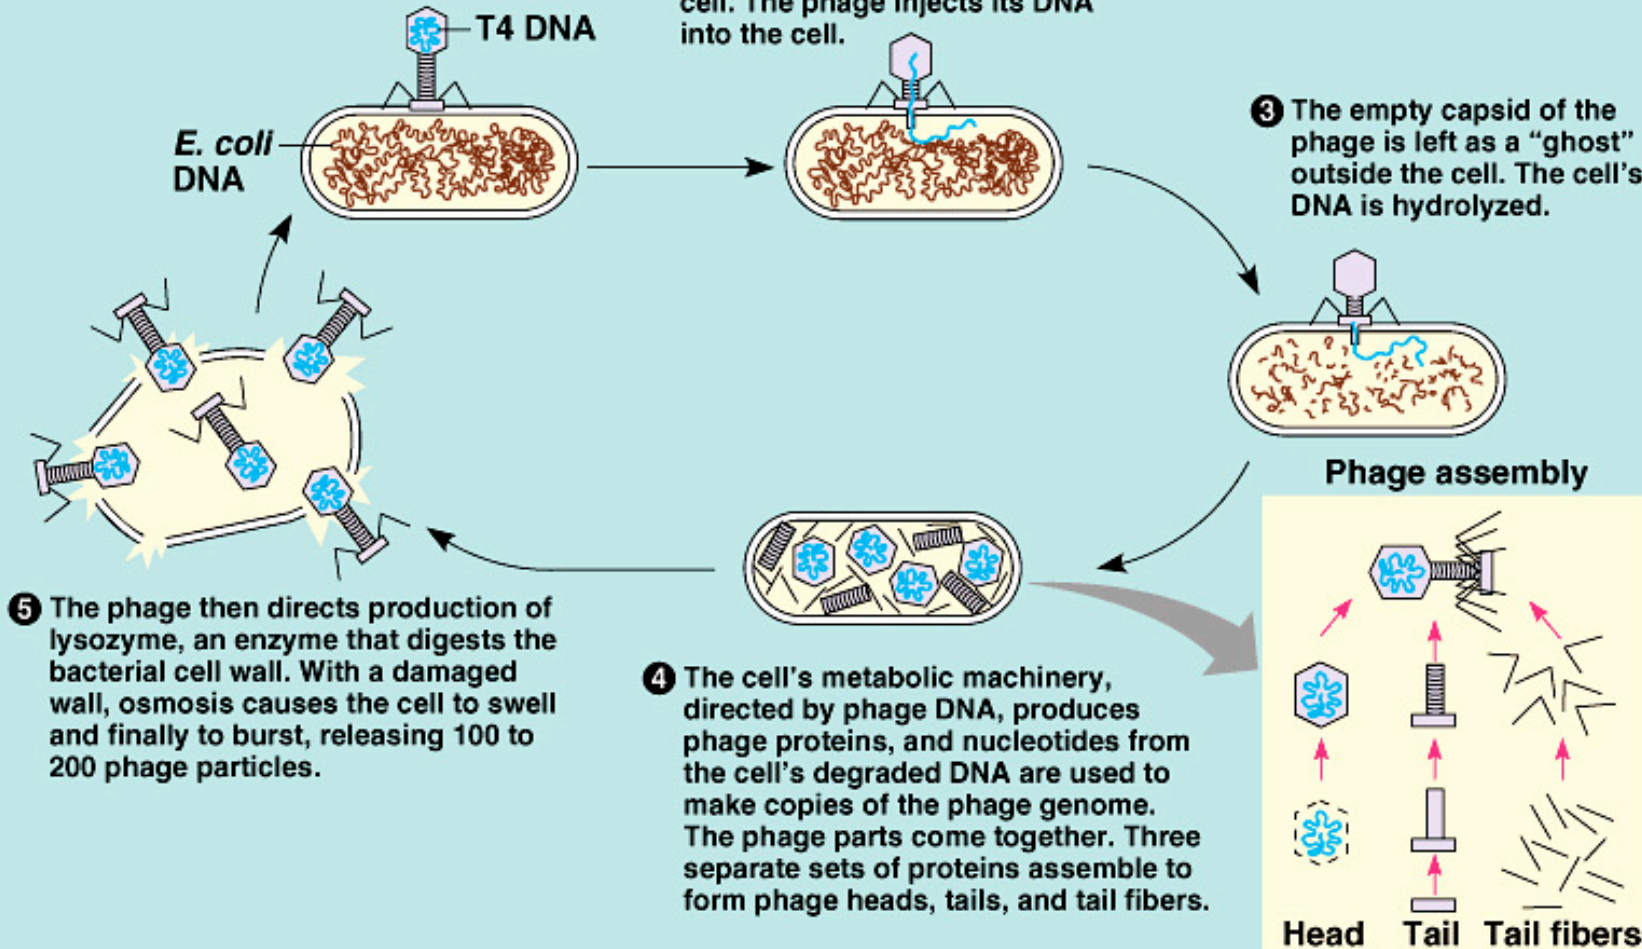 cell. The phage injects its DNA
into the cell.
T4 DNA
E. coli
DNA
3 The empty capsid of the
phage is left as a “ghost”
outside the cell. The cell's
DNA is hydrolyzed.
Phage assembly
5 The phage then directs production of
lysozyme, an enzyme that digests the
bacterial cell wall. With a damaged
wall, osmosis causes the cell to swell
and finally to burst, releasing 100 to
200 phage particles.
4 The cell's metabolic machinery,
directed by phage DNA, produces
phage proteins, and nucleotides from
the cell's degraded DNA are used to
make copies of the phage genome.
The phage parts come together. Three
separate sets of proteins assemble to
form phage heads, tails, and tail fibers.
Head Tail Tail fibers